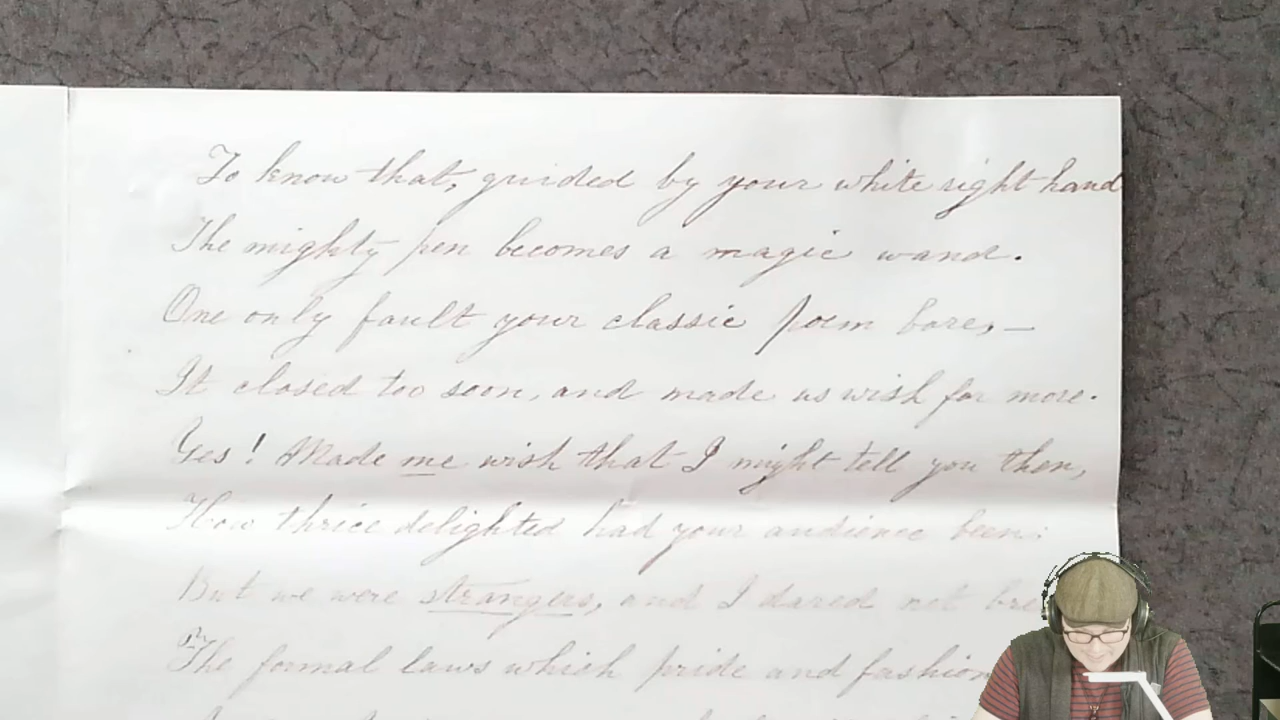 To know that, guided by your white right hand
The mighty pen becomes a magic wand.
One only fault your classic poem bore, —
It closed too soon, and made us wish for more.
Yes! Made me wish that I might tell you then,
How thrice delighted had your audience been:
But we were strangers, and I dared not
The formal laws which pride and fashion